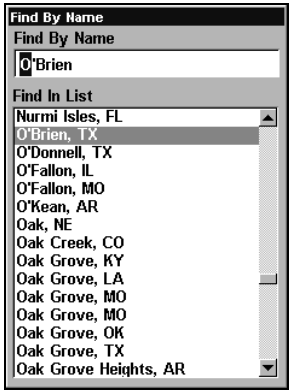 Find By Name
Find By Name
O'Brien
Find In List
Nurmi Isles, FL
O'Brien, TX
O'Donnell, TX
O'Fallon, IL
O'Fallon, MO
O'Kean, AR
Oak, NE
Oak Creek, CO
Oak Grove, KY
Oak Grove, LA
Oak Grove, MO
Oak Grove, MO
Oak Grove, OK
Oak Grove, TX
Oak Grove Heights, AR